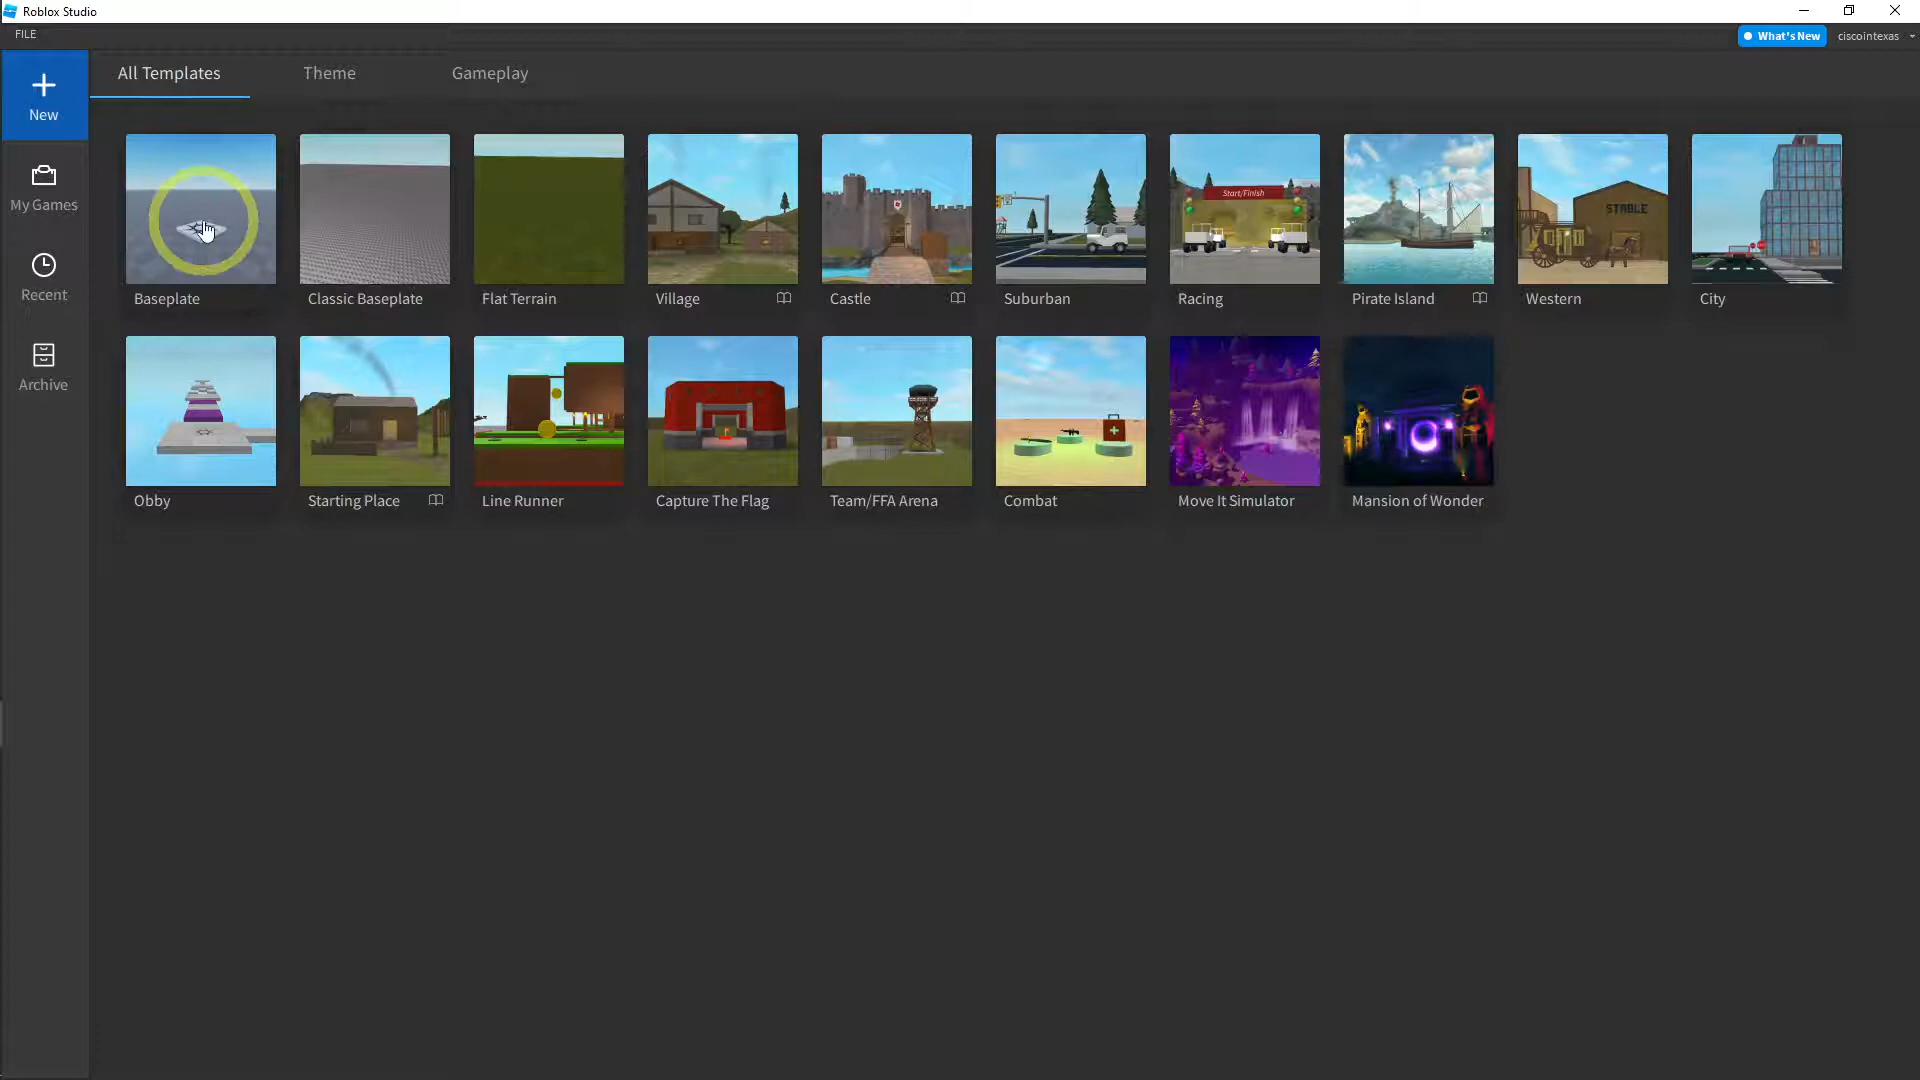 Roblox Studio
FILE
What's New
ciscointexas
New
My Games
Recent
Archive
All Templates
Theme
Gameplay
Start/Finish
STABLE
Baseplate
Classic Baseplate
Flat Terrain
Village
Castle
Suburban
Racing
Pirate Island
Western
City
Obby
Starting Place
Line Runner
Capture The Flag
Team/FFA Arena
Combat
Move It Simulator
Mansion of Wonder